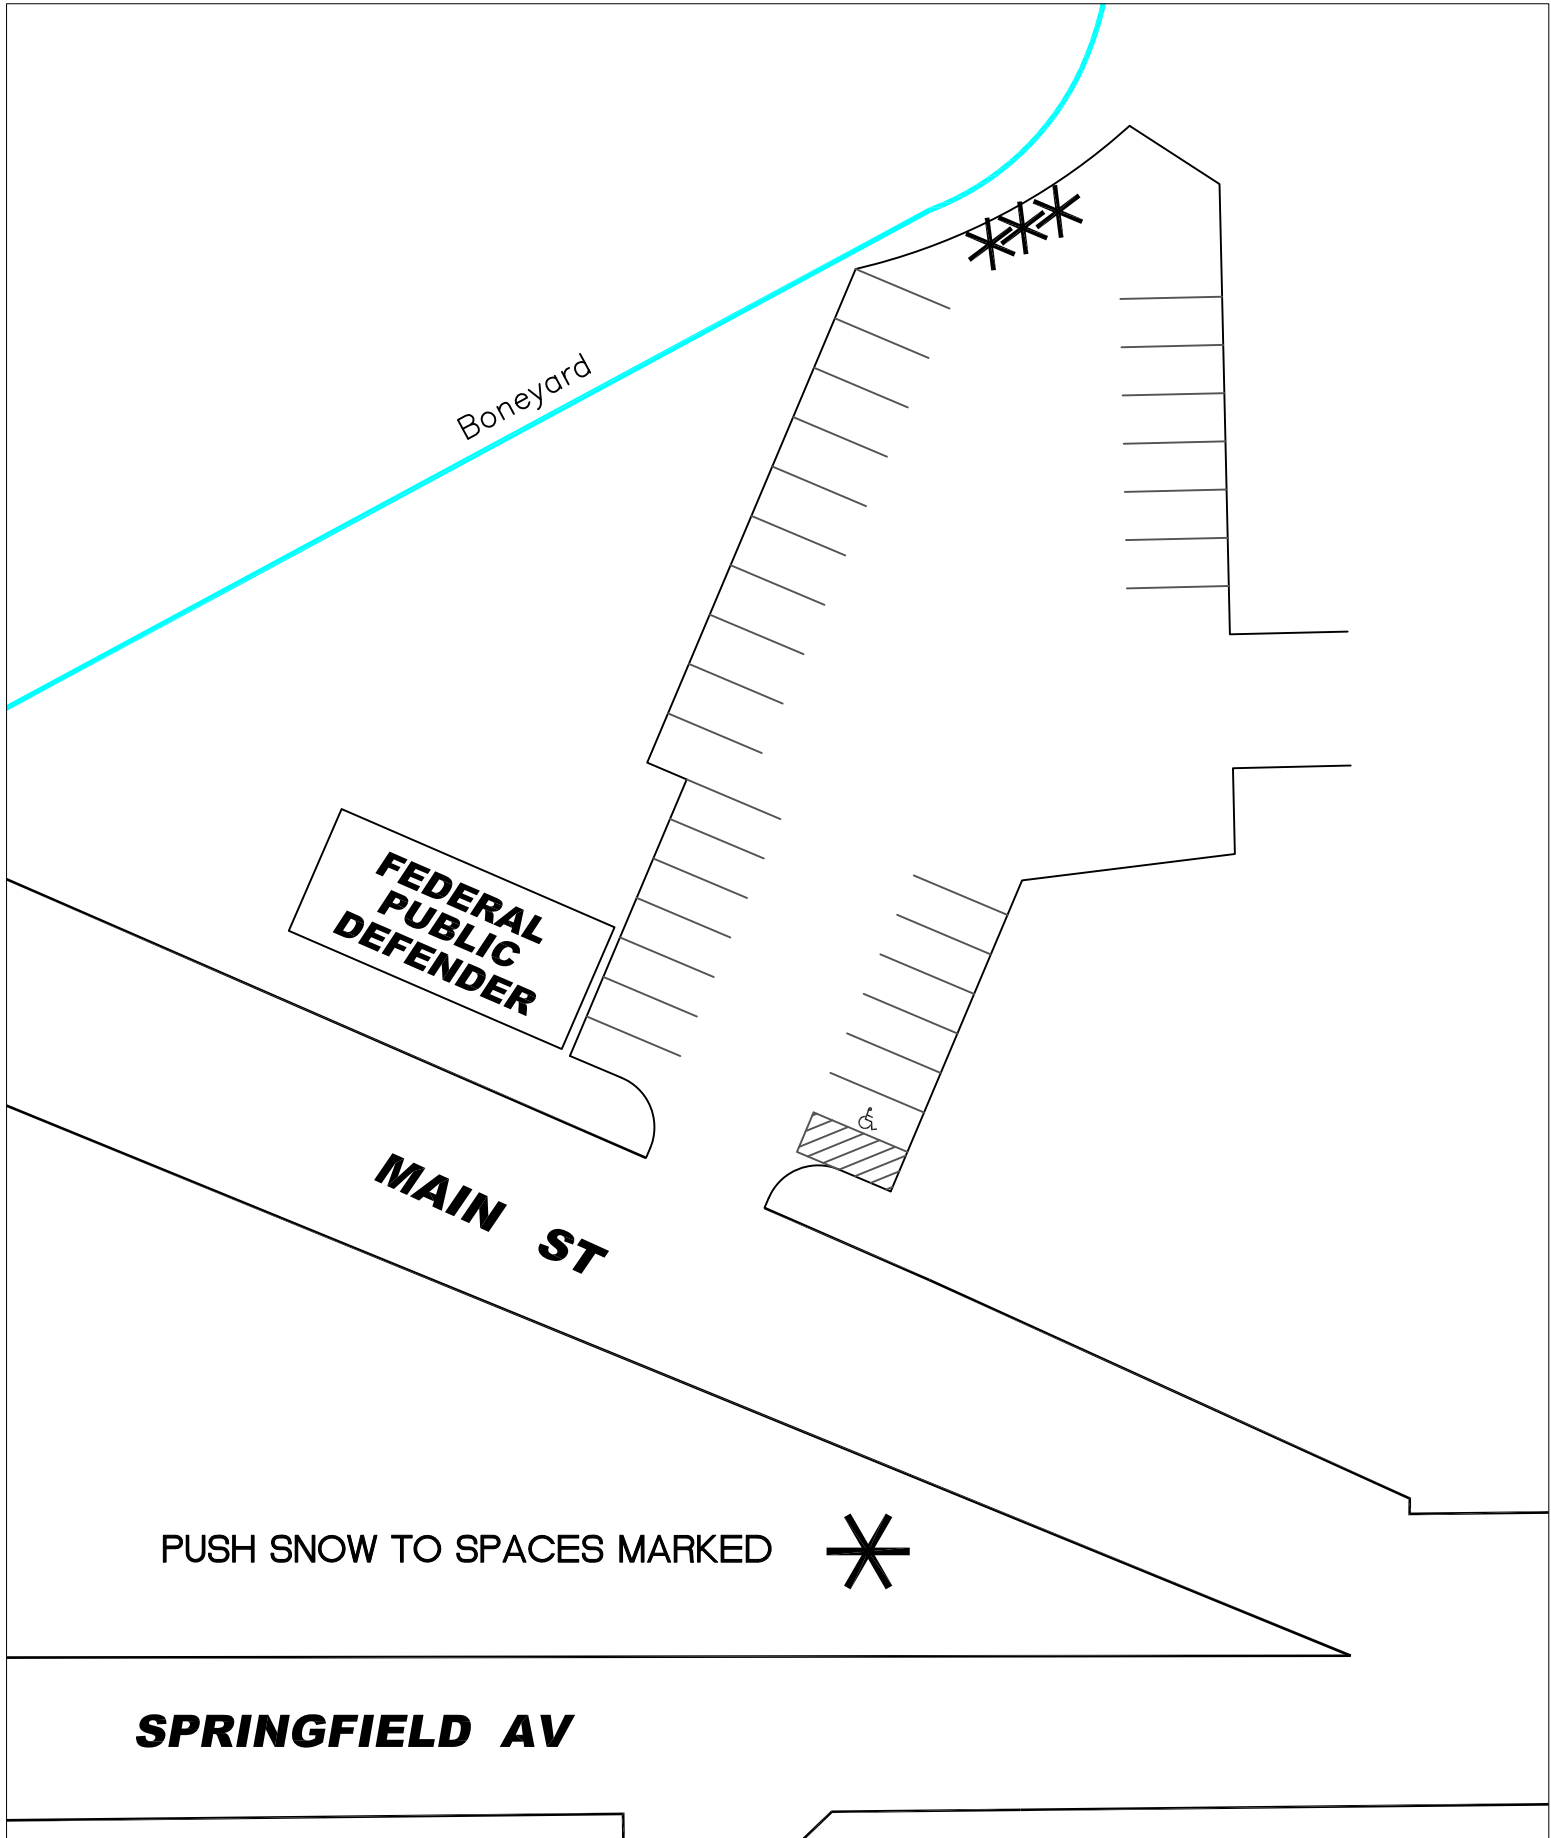 Boneyard
FEDERAL
PUBLIC
DEFENDER
MAIN ST
PUSH SNOW TO SPACES MARKED
SPRINGFIELD AV